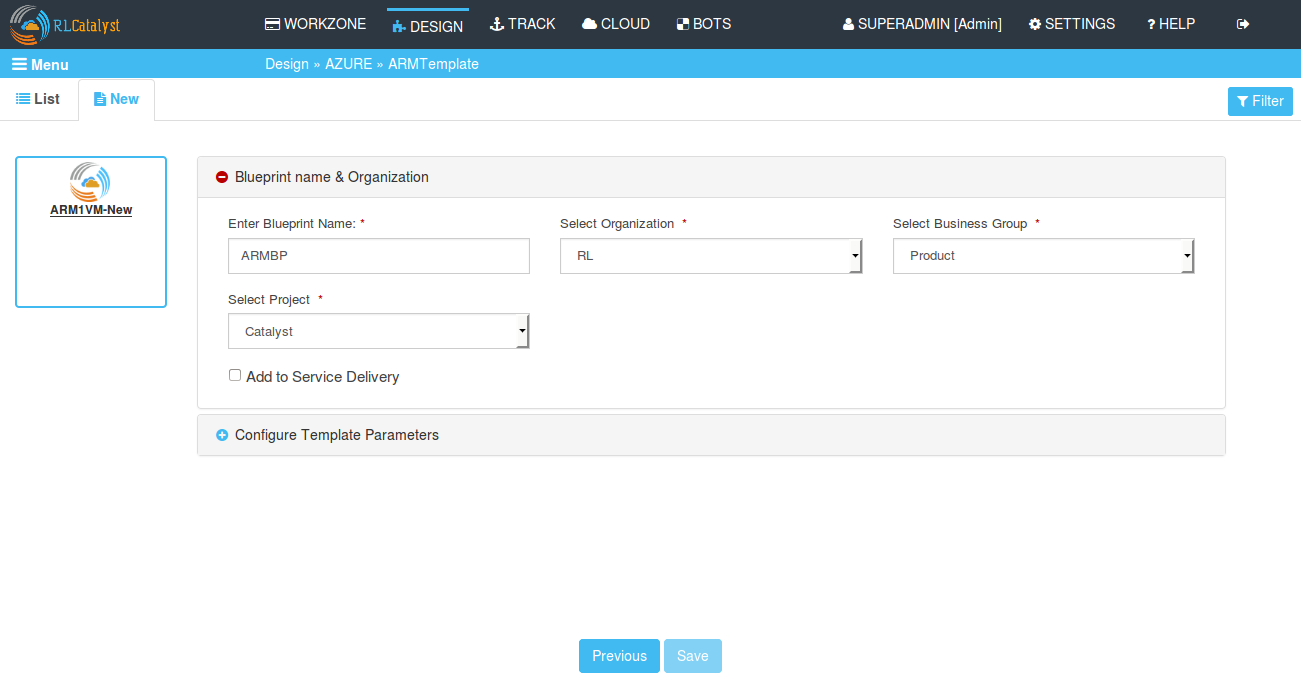 RLCatalyst WORKZONE DESIGN TRACK CLOUD BOTS SUPERADMIN [Admin] SETTINGS ? HELP
Menu Design » AZURE » ARMTemplate
List New Filter
ARM1VM-New
Blueprint name & Organization
Enter Blueprint Name: * Select Organization * Select Business Group *
ARMBP RL Product
Select Project *
Catalyst
Add to Service Delivery
Configure Template Parameters
Previous Save